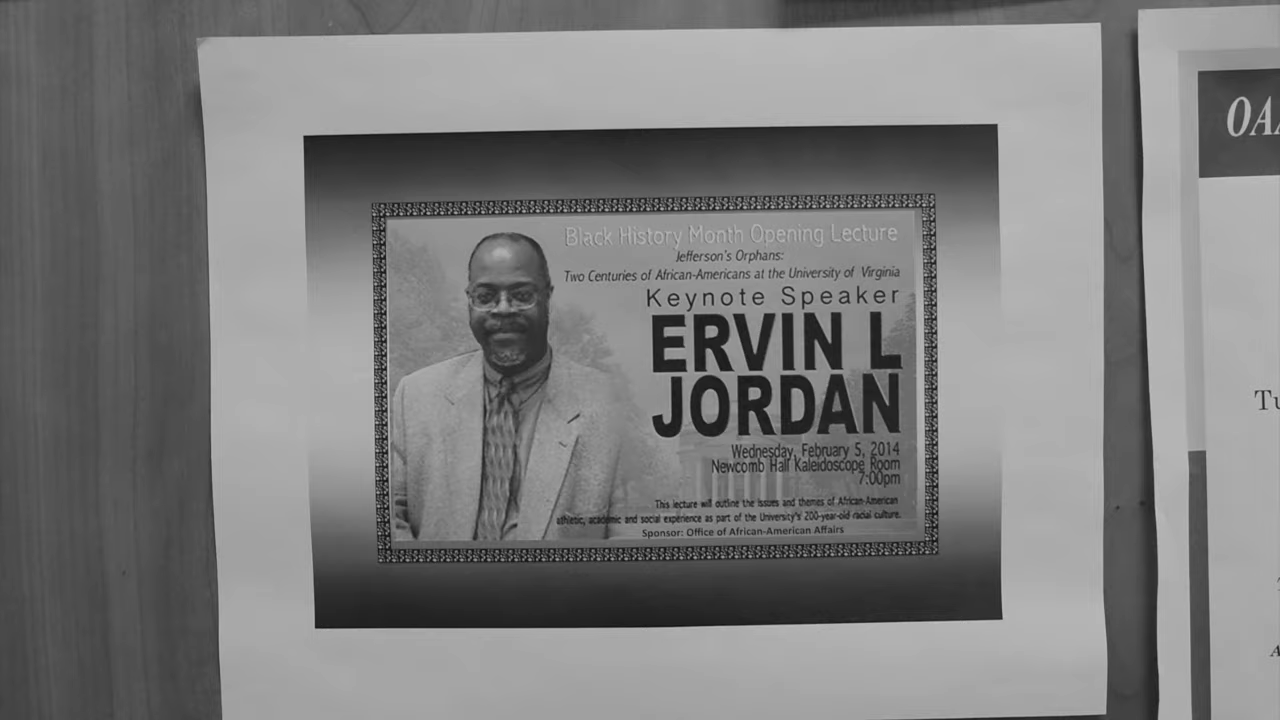 Black History Month Opening Lecture
Jefferson's Orphans:
Two Centuries of African-Americans at the University of Virginia
Keynote Speaker
ERVIN L
JORDAN
Wednesday, February 5, 2014
Newcomb Hall Kaleidoscope Room
7:00pm
This lecture will outline the issues and themes of African-American
athletic, academic and social experience as part of the University's 200-year-old racial culture.
Sponsor: Office of African-American Affairs